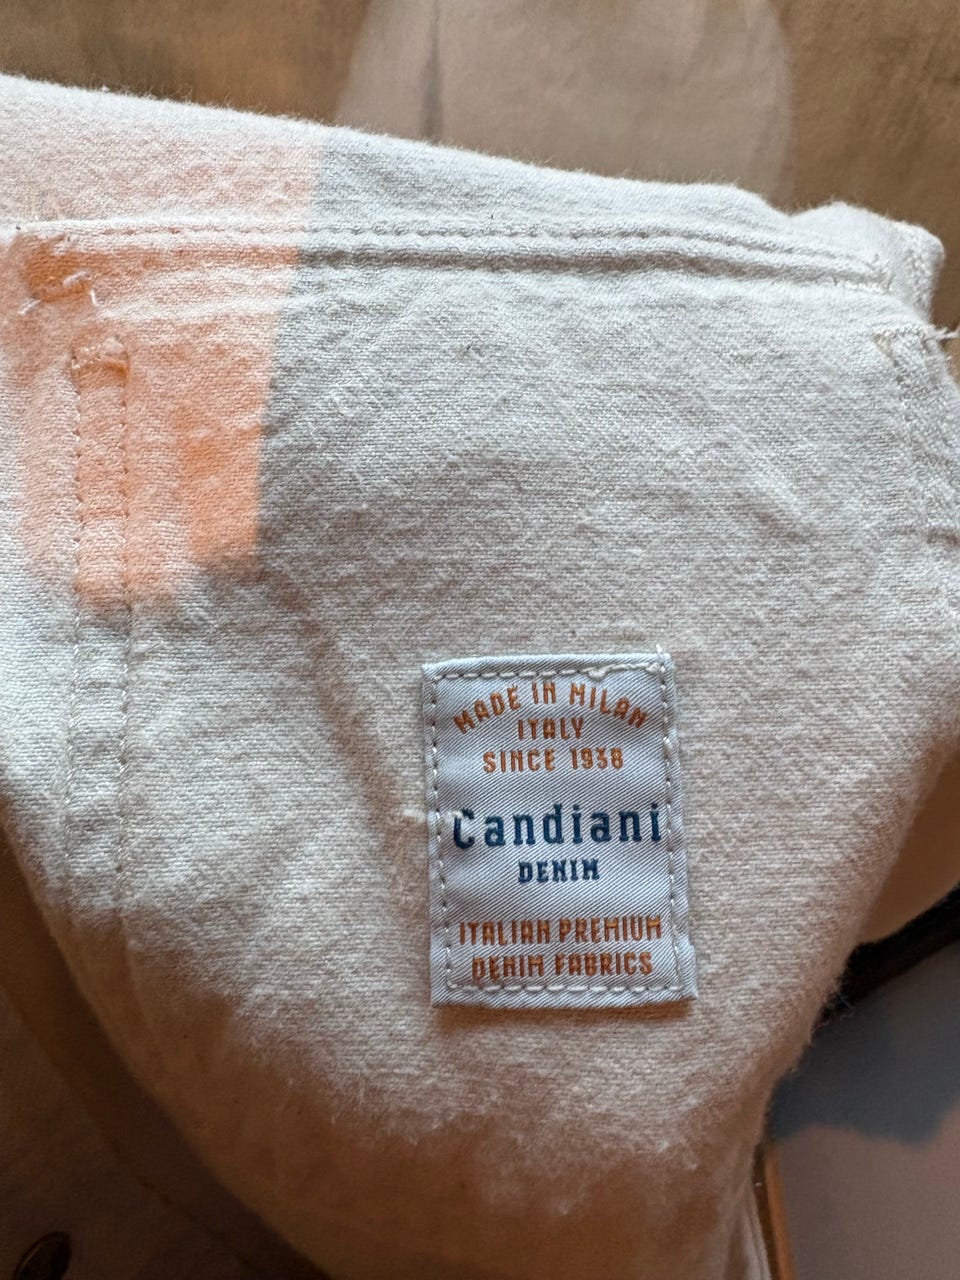 MADE IN MILAN
ITALY
SINCE 1938
Candiani
DENIM
ITALIAN PREMIUM
DENIM FABRICS